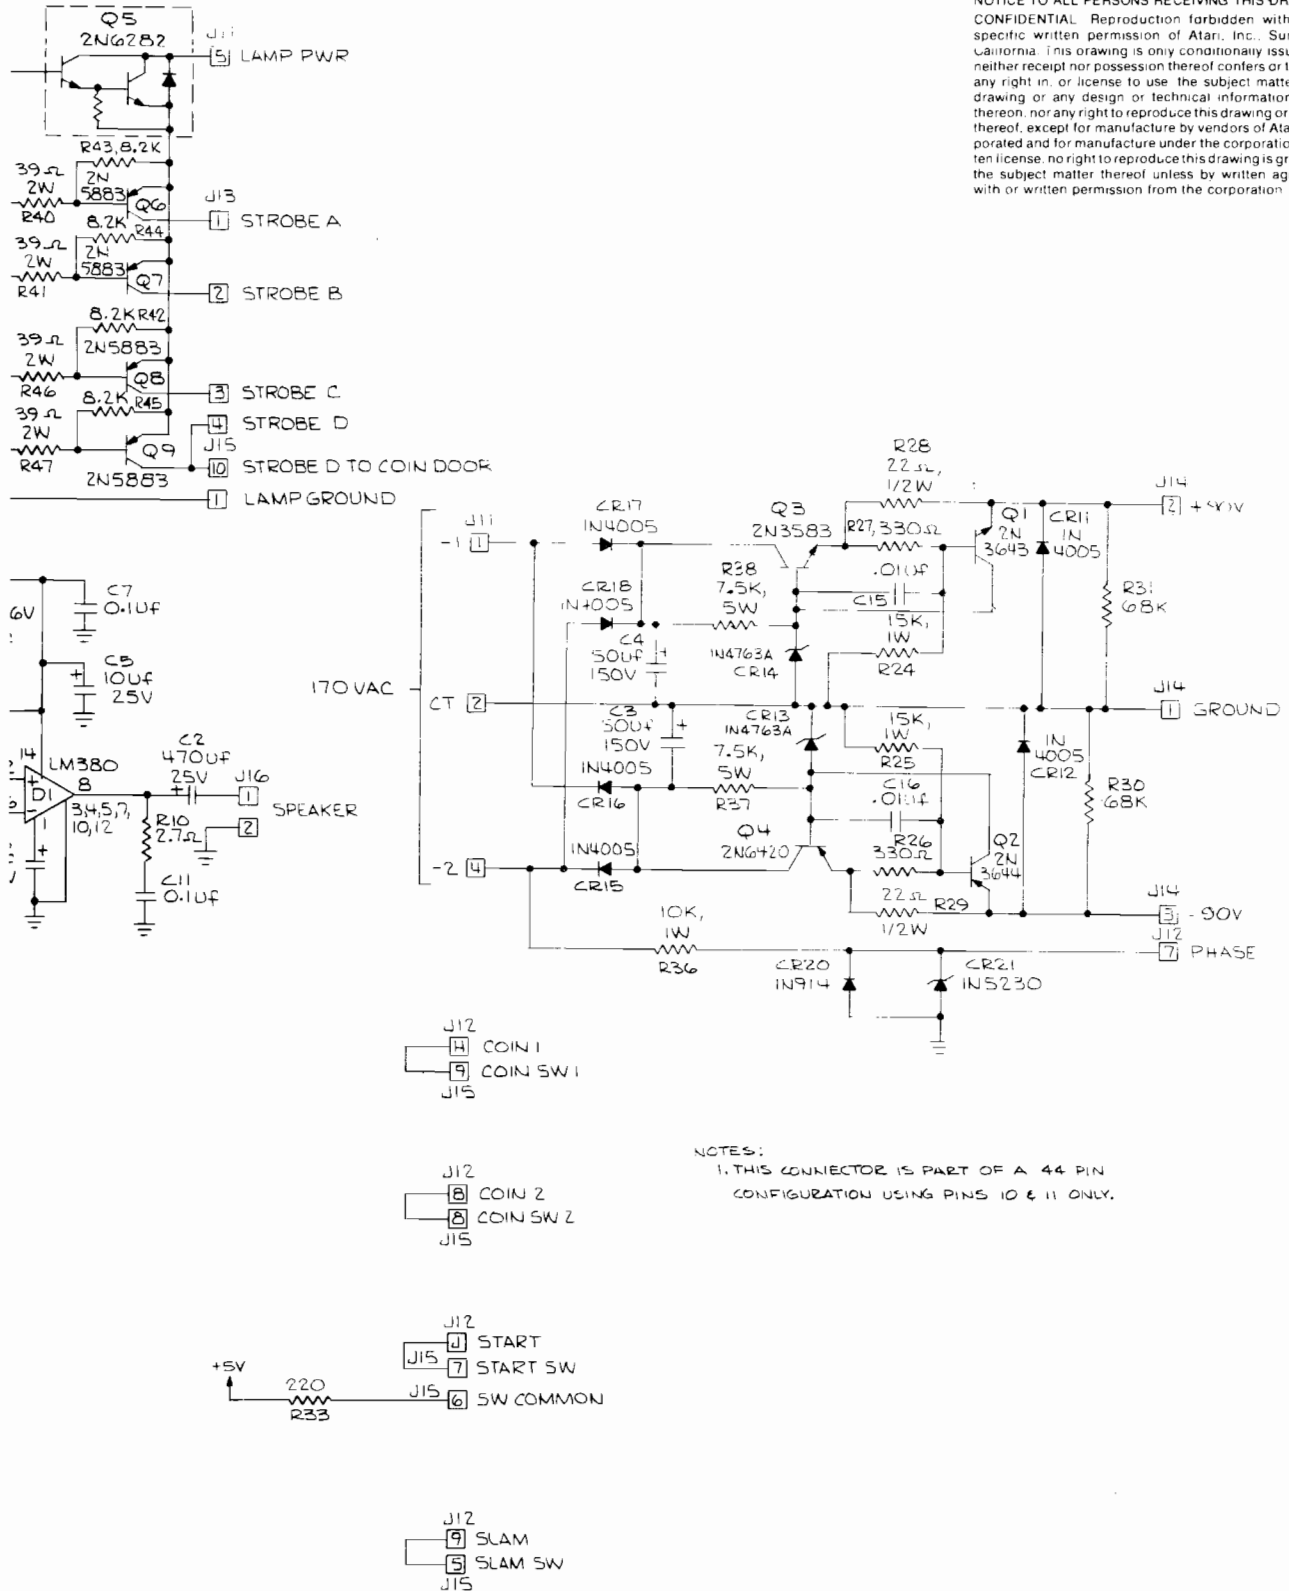 NOTICE TO ALL PERSONS RECEIVING THIS
CONFIDENTIAL Reproduction forbidden with
specific written permission of Atari, Inc.,
California. This drawing is only conditionally
neither receipt nor possession thereof confers or
any right in, or license to use the subject
drawing or any design or technical information
thereon, nor any right to reproduce this drawing or
thereof, except for manufacture by vendors of
porated and for manufacture under the
ten license, no right to reproduce this drawing is
the subject matter thereof unless by written
with or written permission from the corporation
Q5
2N6282
J11
5 LAMP PWR
R43, 8.2K
39Ω
2W
R40
2N
5883
Q6
J13
1 STROBE A
8.2K
R44
39Ω
2W
R41
2N
5883
Q7
2 STROBE B
8.2K R42
39Ω
2W
R46
2N5883
Q8
3 STROBE C
8.2K R45
39Ω
2W
R47
Q9
2N5883
4 STROBE D
J15
10 STROBE D TO COIN DOOR
1 LAMP GROUND
6V
C7
0.1Uf
+
C5
10Uf
25V
14
LM380
+
D1
-
8
3,4,5,7,
10,12
1
+
C2
470Uf
25V
+
J16
1
SPEAKER
2
R10
2.7Ω
C11
0.1Uf
170 VAC
J11
-1 1
CT 2
-2 4
CR17
IN4005
CR18
IN4005
C4
50Uf
150V
+
C3
50Uf
150V
+
IN4005
CR16
IN4005
CR15
Q3
2N3583
R38
7.5K,
5W
IN4763A
CR14
CR13
IN4763A
7.5K,
5W
R37
Q4
2N6420
R28
22Ω,
1/2W
R27, 330Ω
.01Uf
C15
15K,
1W
R24
15K,
1W
R25
C16
.01Uf
R26
330Ω
22Ω
1/2W
R29
Q1
2N
3643
CR11
IN
4005
R31
68K
IN
4005
CR12
R30
68K
Q2
2N
3644
J14
2 +90V
J14
1 GROUND
J14
3 -90V
J12
7 PHASE
10K,
1W
R36
CR20
IN914
CR21
IN5230
J12
H COIN 1
9 COIN SW 1
J15
J12
8 COIN 2
8 COIN SW 2
J15
NOTES:
1. THIS CONNECTOR IS PART OF A 44 PIN
CONFIGURATION USING PINS 10 & 11 ONLY.
J12
J START
J15 7 START SW
+5V
220
R33
J15 6 SW COMMON
J12
9 SLAM
5 SLAM SW
J15